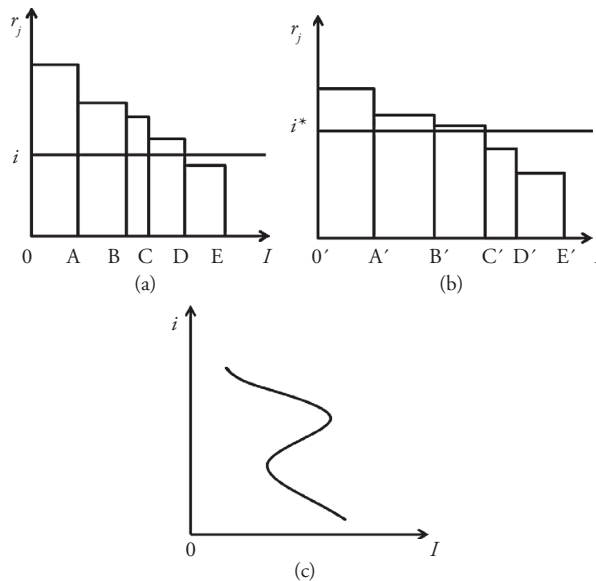 r_j
i
0 A B C D E I
(a)
r_j
i*
0′ A′ B′ C′ D′ E′
(b)
i
0 I
(c)